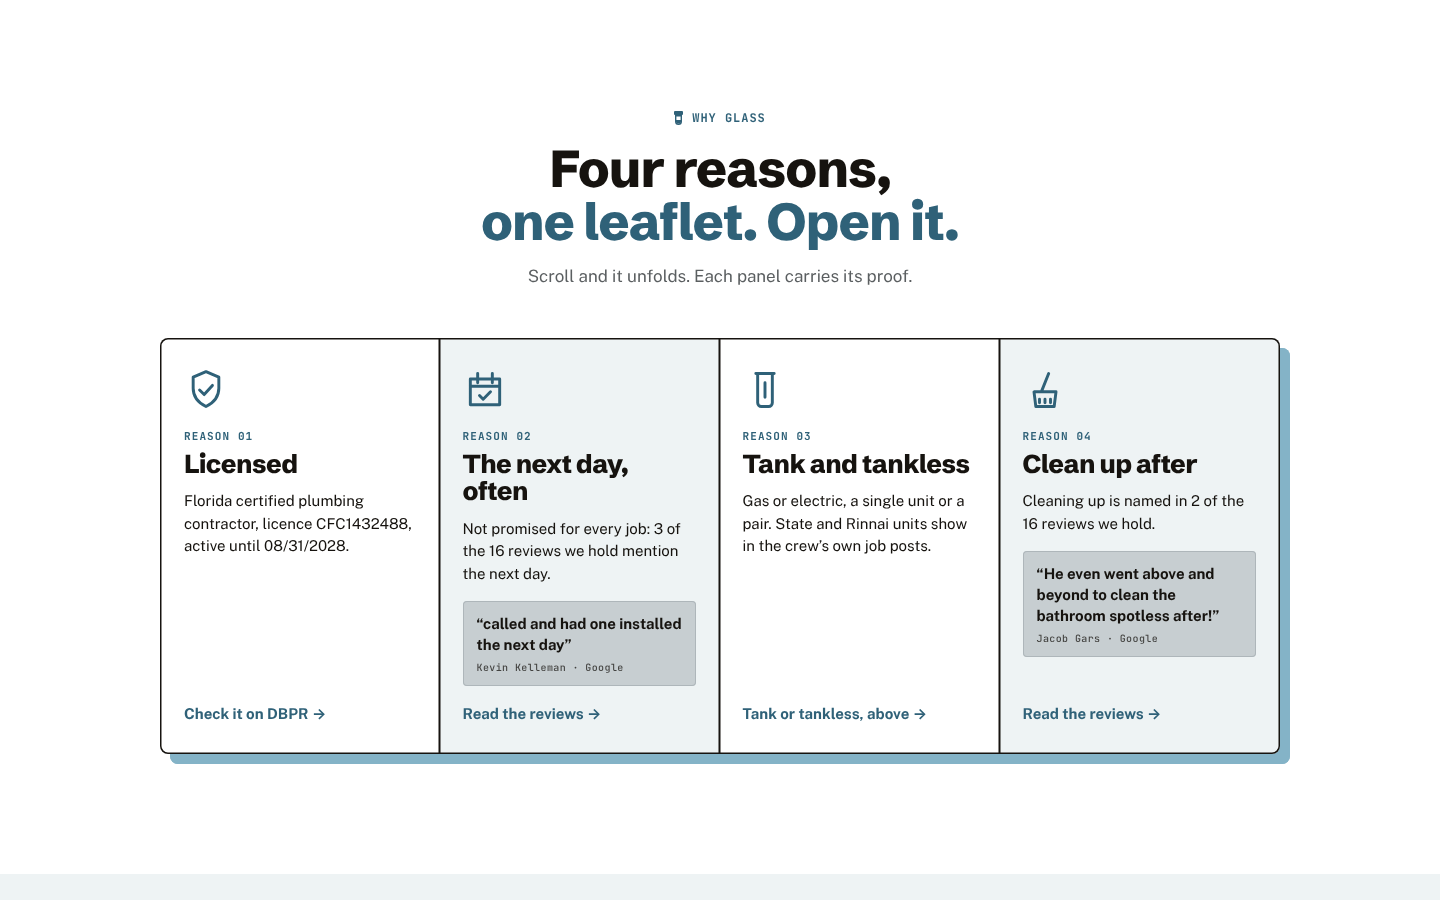 WHY GLASS
Four reasons,
one leaflet. Open it.
Scroll and it unfolds. Each panel carries its proof.
REASON 01
Licensed
Florida certified plumbing
contractor, licence CFC1432488,
active until 08/31/2028.
Check it on DBPR →
REASON 02
The next day,
often
Not promised for every job: 3 of
the 16 reviews we hold mention
the next day.
“called and had one installed
the next day”
Kevin Kelleman · Google
Read the reviews →
REASON 03
Tank and tankless
Gas or electric, a single unit or a
pair. State and Rinnai units show
in the crew’s own job posts.
Tank or tankless, above →
REASON 04
Clean up after
Cleaning up is named in 2 of the
16 reviews we hold.
“He even went above and
beyond to clean the
bathroom spotless after!”
Jacob Gars · Google
Read the reviews →